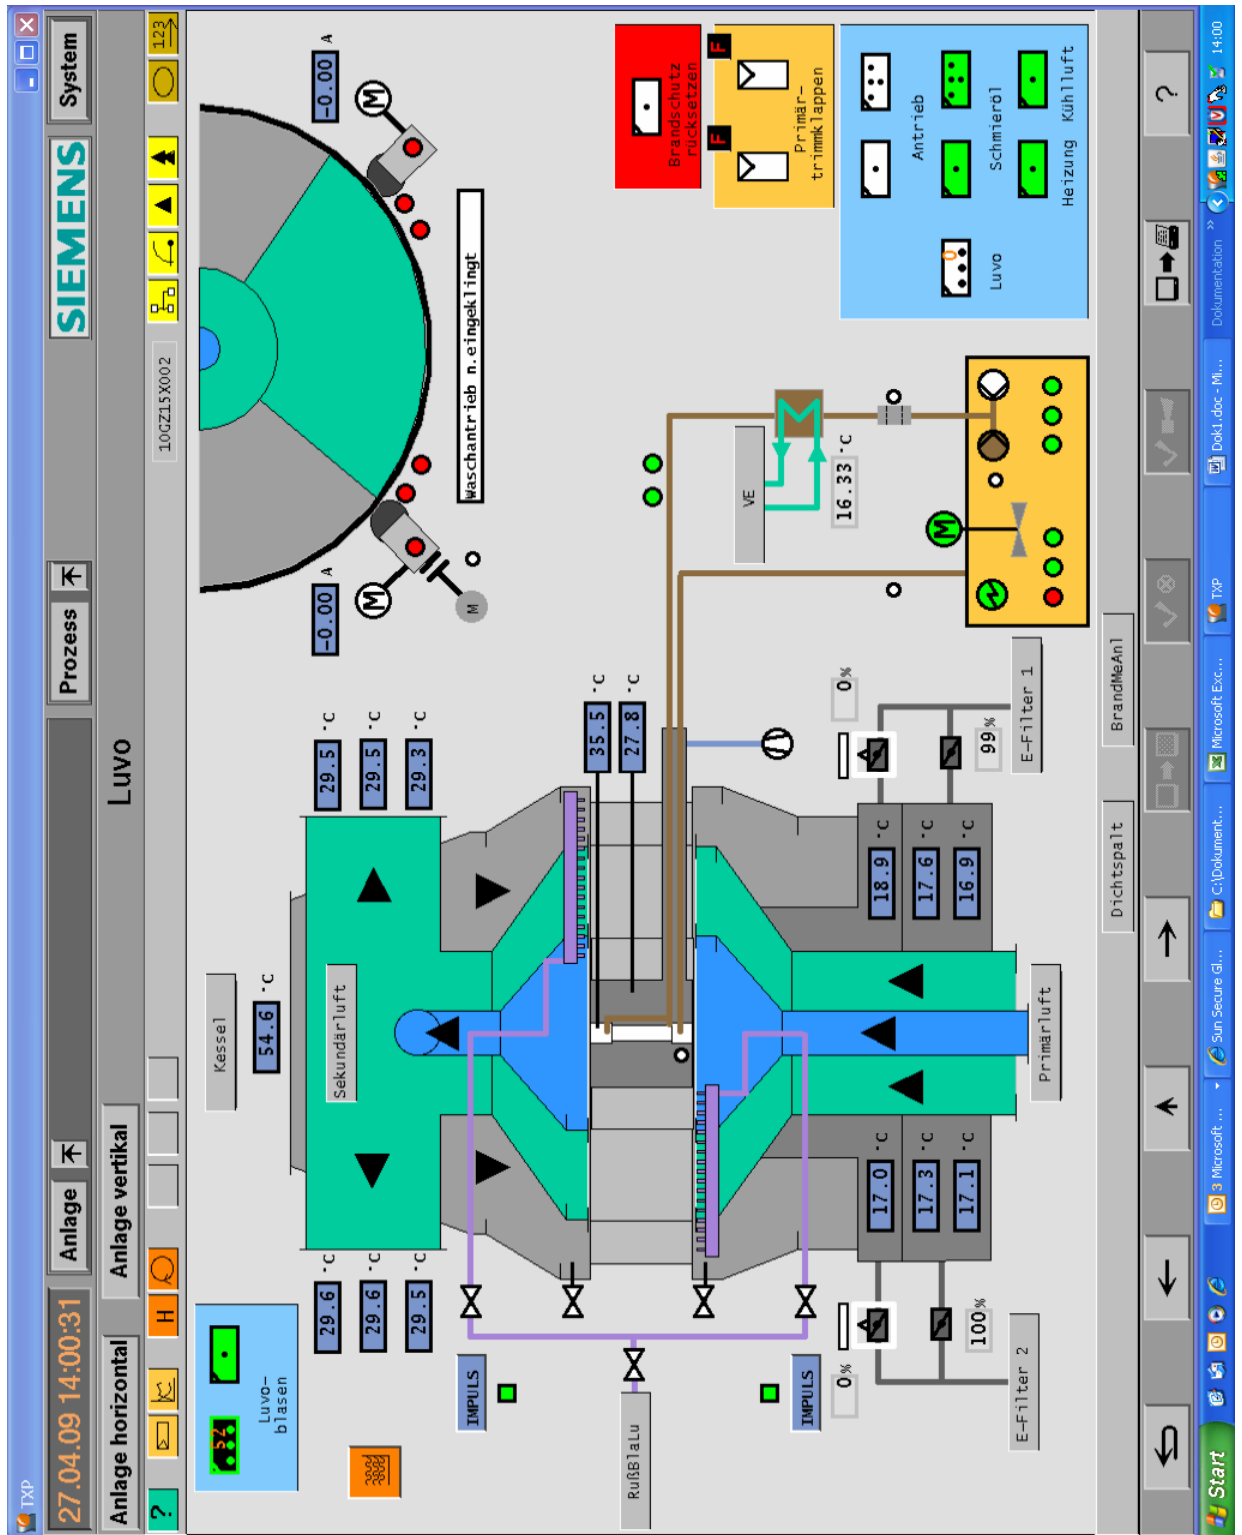 TXP
27.04.09 14:00:31
Anlage
Prozess
System
Anlage horizontal
Anlage vertikal
Luvo
SIEMENS
?
H
123
10GZ15X002
Luvo-
blasen
Kessel
54.6 °C
29.6 °C
29.6 °C
29.5 °C
29.5 °C
29.5 °C
29.3 °C
Sekundärluft
-0.00 A
-0.00 A
M
M
M
Waschantrieb n.eingeklingt
IMPULS
RußBlaLu
IMPULS
35.5 °C
27.8 °C
VE
16.33 °C
M
Brandschutz
rücksetzen
F
F
Primär-
trimmklappen
Antrieb
Luvo
0
Schmieröl
Heizung
Kühlluft
0%
100%
E-Filter 2
17.0 °C
17.3 °C
17.1 °C
Primärluft
18.9 °C
17.6 °C
16.9 °C
0%
99%
E-Filter 1
Dichtspalt
BrandMeAnl
?
Start
3 Microsoft ...
Sun Secure Gl...
C:\Dokument...
Microsoft Exc...
TXP
Dok1.doc - Mi...
Dokumentation
14:00